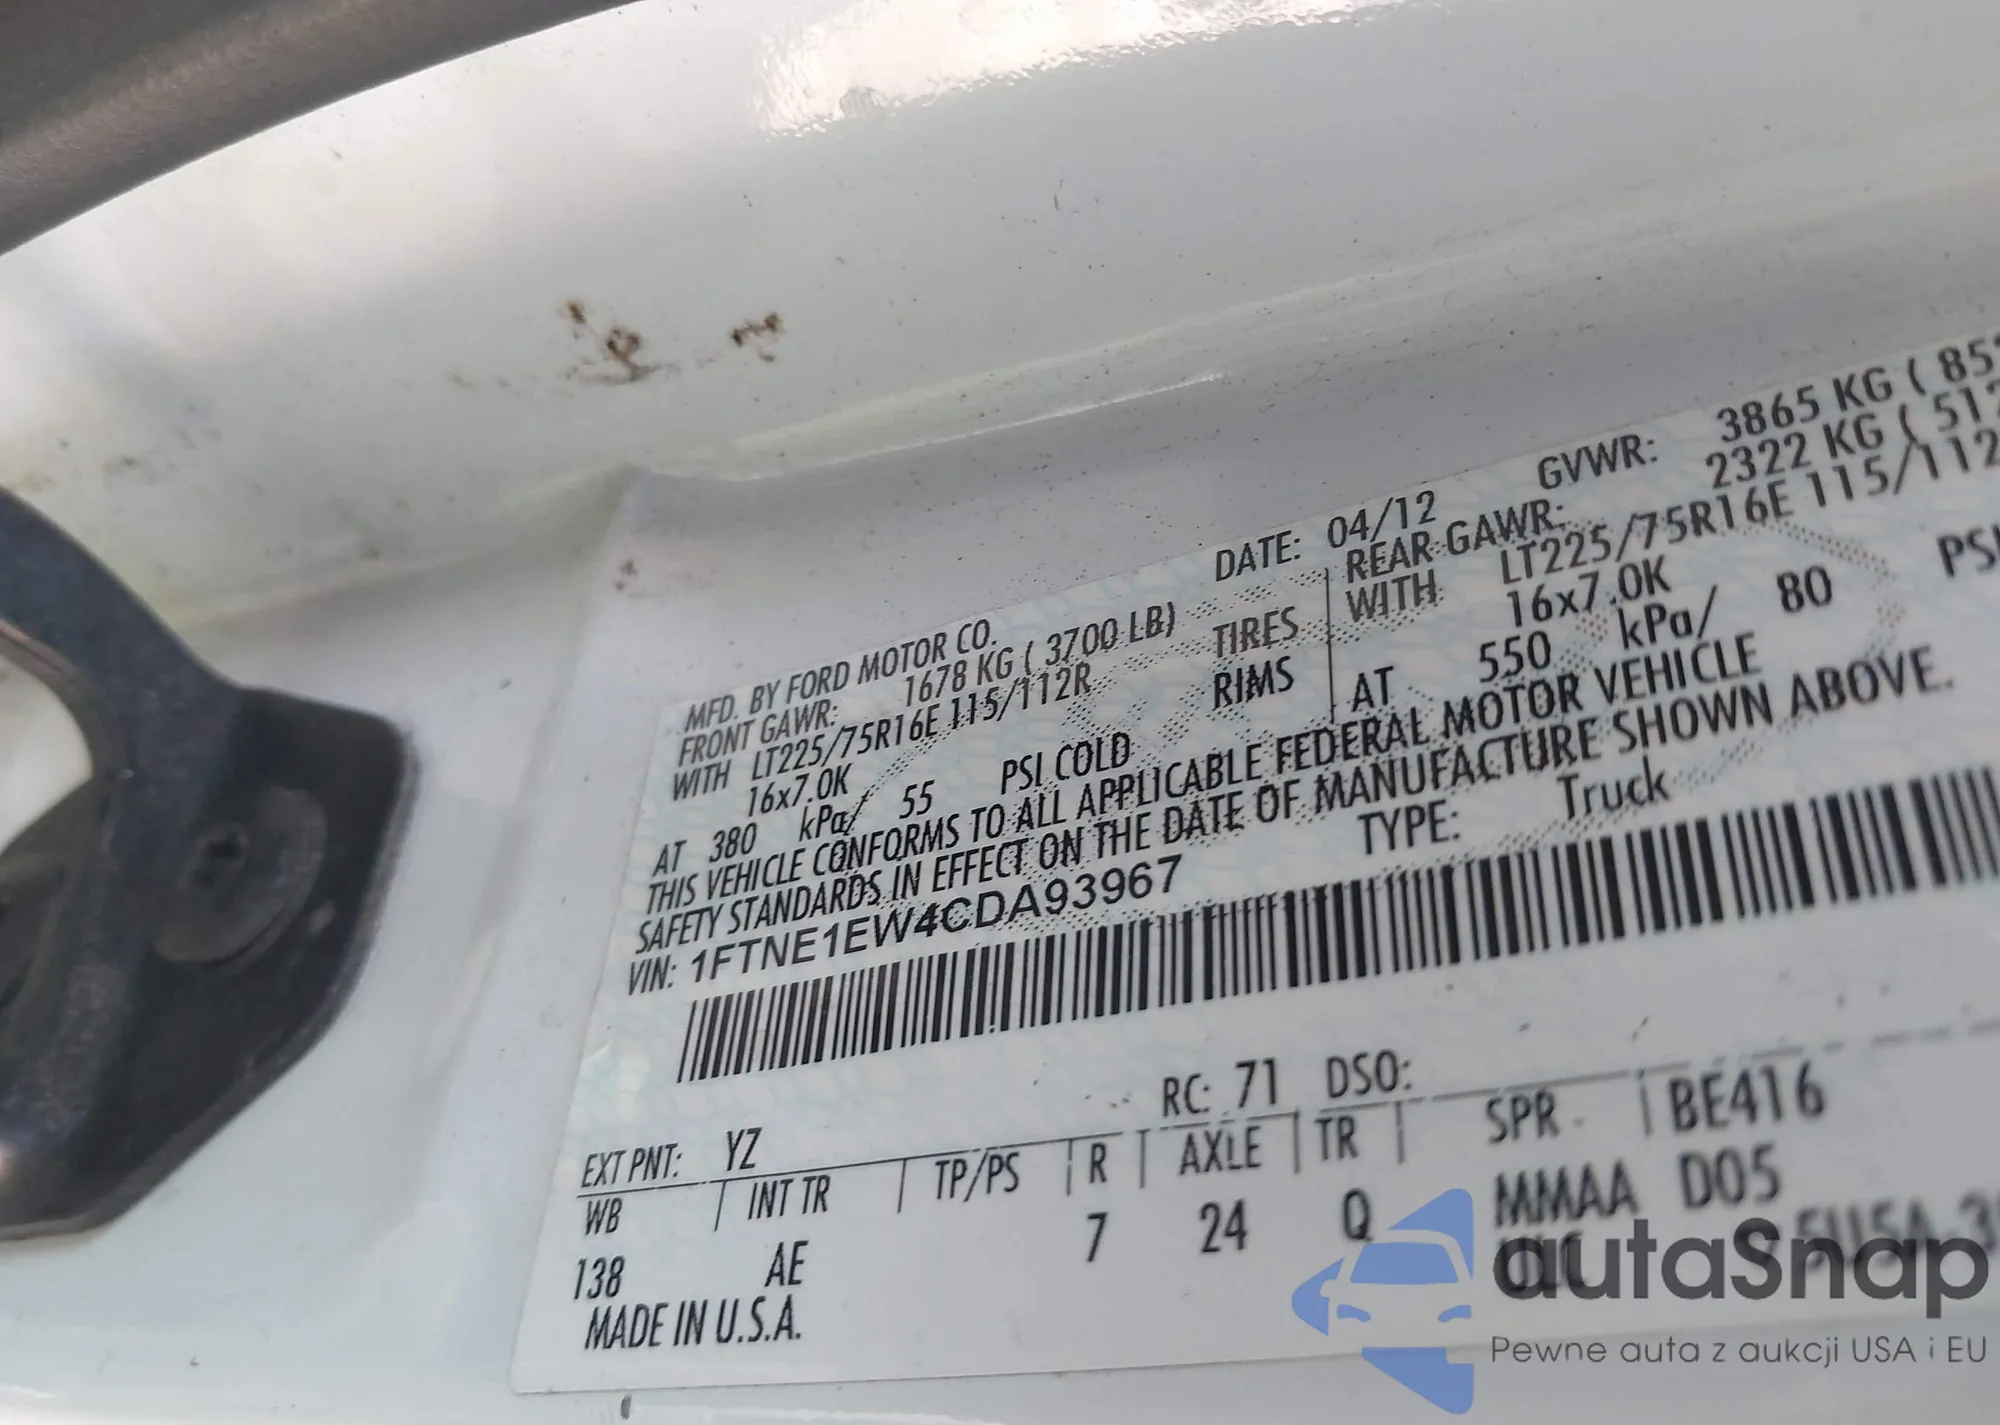 MFD. BY FORD MOTOR CO.
DATE: 04/12 GVWR: 3865 KG ( 85
FRONT GAWR: 1678 KG ( 3700 LB) REAR GAWR: 2322 KG ( 512
WITH LT225/75R16E 115/112R TIRES WITH LT225/75R16E 115/112
16x7.0K RIMS 16x7.0K
AT 380 kPa/ 55 PSI COLD AT 550 kPa/ 80 PSI
THIS VEHICLE CONFORMS TO ALL APPLICABLE FEDERAL MOTOR VEHICLE
SAFETY STANDARDS IN EFFECT ON THE DATE OF MANUFACTURE SHOWN ABOVE.
VIN: 1FTNE1EW4CDA93967 TYPE: Truck
EXT PNT: YZ RC: 71 DSO:
WB | INT TR | TP/PS | R | AXLE | TR | SPR | BE416
138 AE 7 24 Q MMAA D05
MADE IN U.S.A.
autaSnap
Pewne auta z aukcji USA i EU